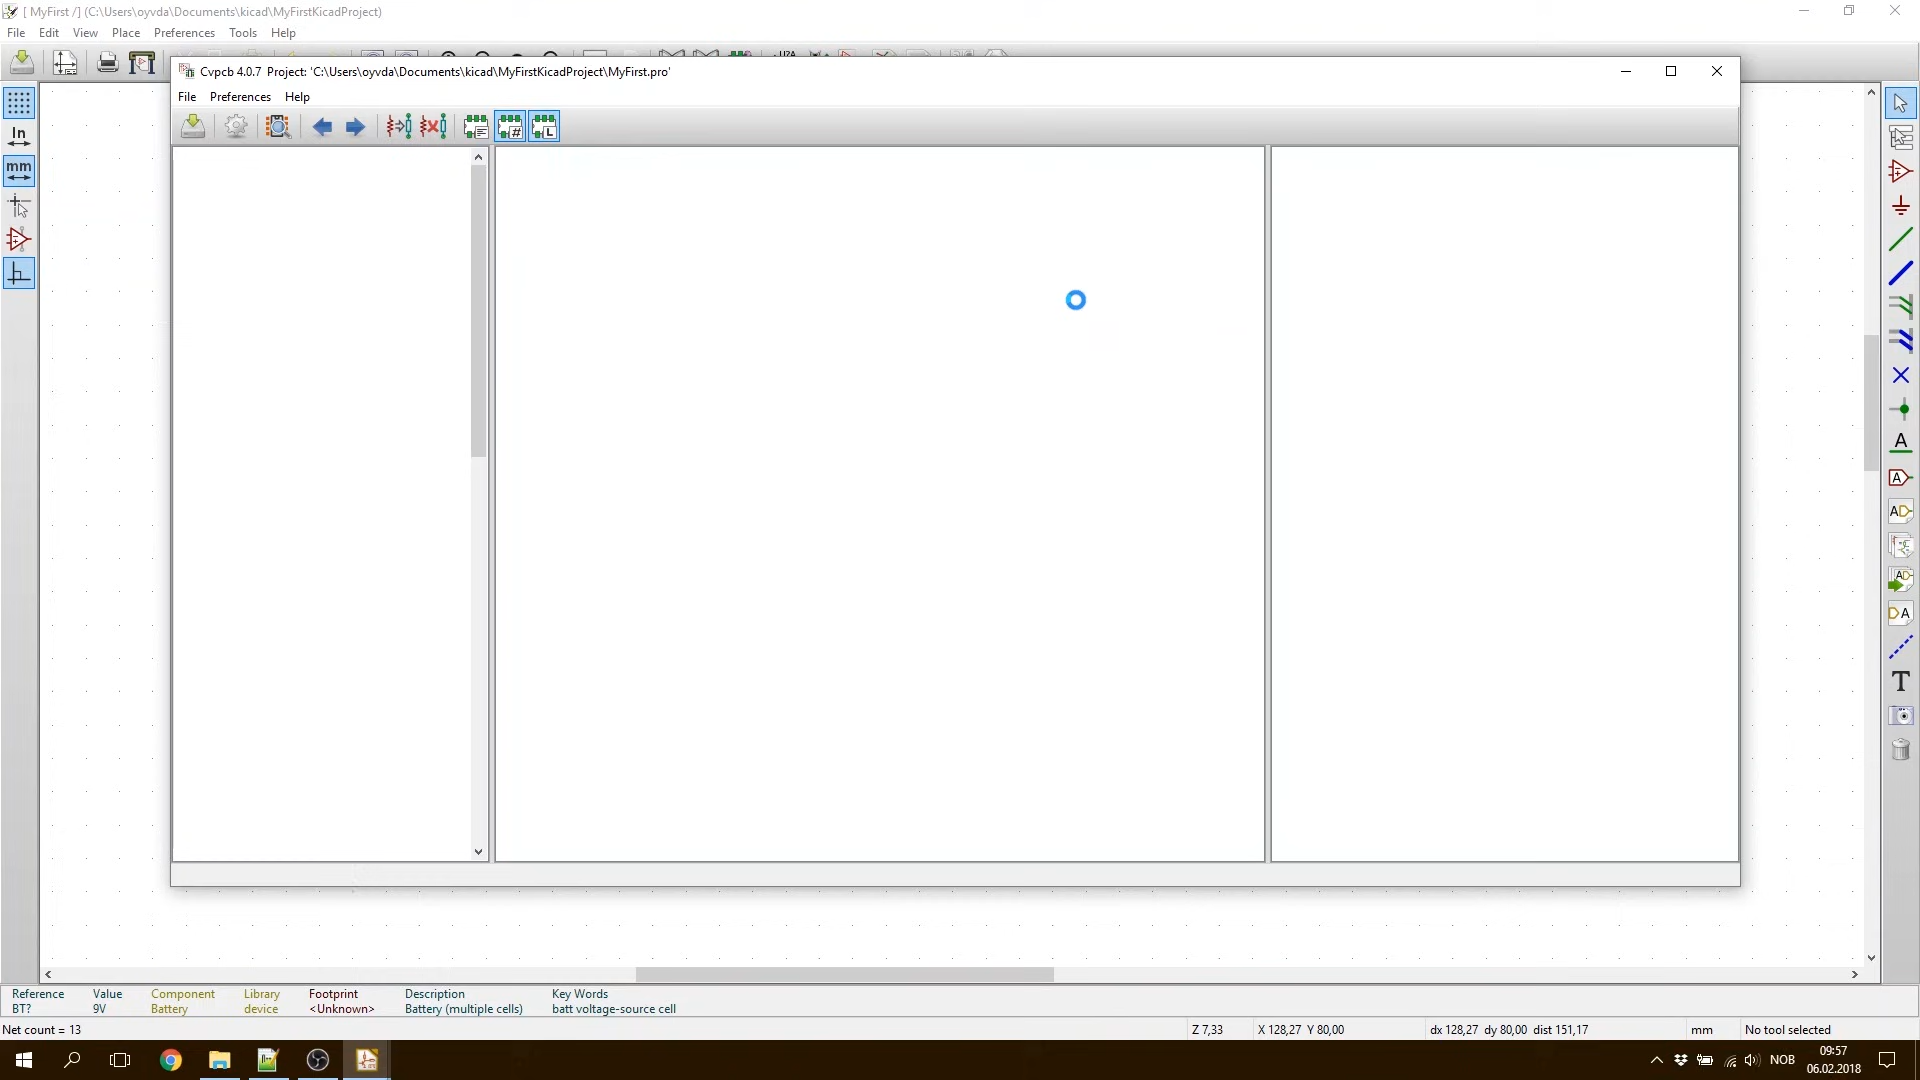 [ MyFirst /] (C:\Users\oyvda\Documents\kicad\MyFirstKicadProject)
File Edit View Place Preferences Tools Help
Cvpcb 4.0.7 Project: 'C:\Users\oyvda\Documents\kicad\MyFirstKicadProject\MyFirst.pro'
File Preferences Help
In
mm
#
L
A
A
AD
AD
DA
T
Reference Value Component Library Footprint Description Key Words
BT? 9V Battery device <Unknown> Battery (multiple cells) batt voltage-source cell
Net count = 13 Z 7,33 X 128,27 Y 80,00 dx 128,27 dy 80,00 dist 151,17 mm No tool selected
NOB 09:57
06.02.2018